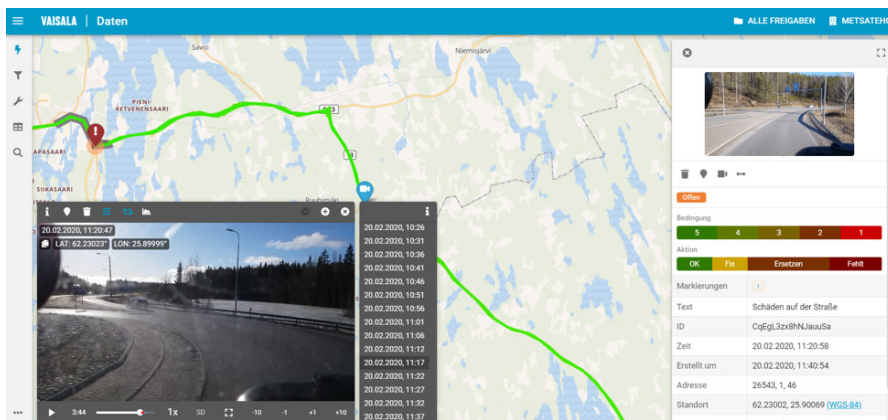 VAISALA | Daten
ALLE FREIGABEN
Savio
Niemisjärvi
PIENI-
KETVENENSAARI
SIIKASAARI
20.02.2020, 11:20:47
LAT: 62.23023° LON: 25.89999°
3:44
1x
SD
-10
-1
+1
+10
20.02.2020, 10:26
20.02.2020, 10:31
20.02.2020, 10:36
20.02.2020, 10:41
20.02.2020, 10:46
20.02.2020, 10:51
20.02.2020, 10:56
20.02.2020, 11:01
20.02.2020, 11:06
20.02.2020, 11:12
20.02.2020, 11:17
20.02.2020, 11:22
20.02.2020, 11:27
20.02.2020, 11:32
20.02.2020, 11:37
Offen
Bedingung
5 4 3 2 1
Aktion
OK Fix Ersetzen Fehlt
Markierungen 1
Text Schäden auf der Straße
ID CqEgL3zx8hNJauuSa
Zeit 20.02.2020, 11:20:58
Erstellt um 20.02.2020, 11:40:54
Adresse 26543, 1, 46
Standort 62.23002, 25.90069 (WGS-84)